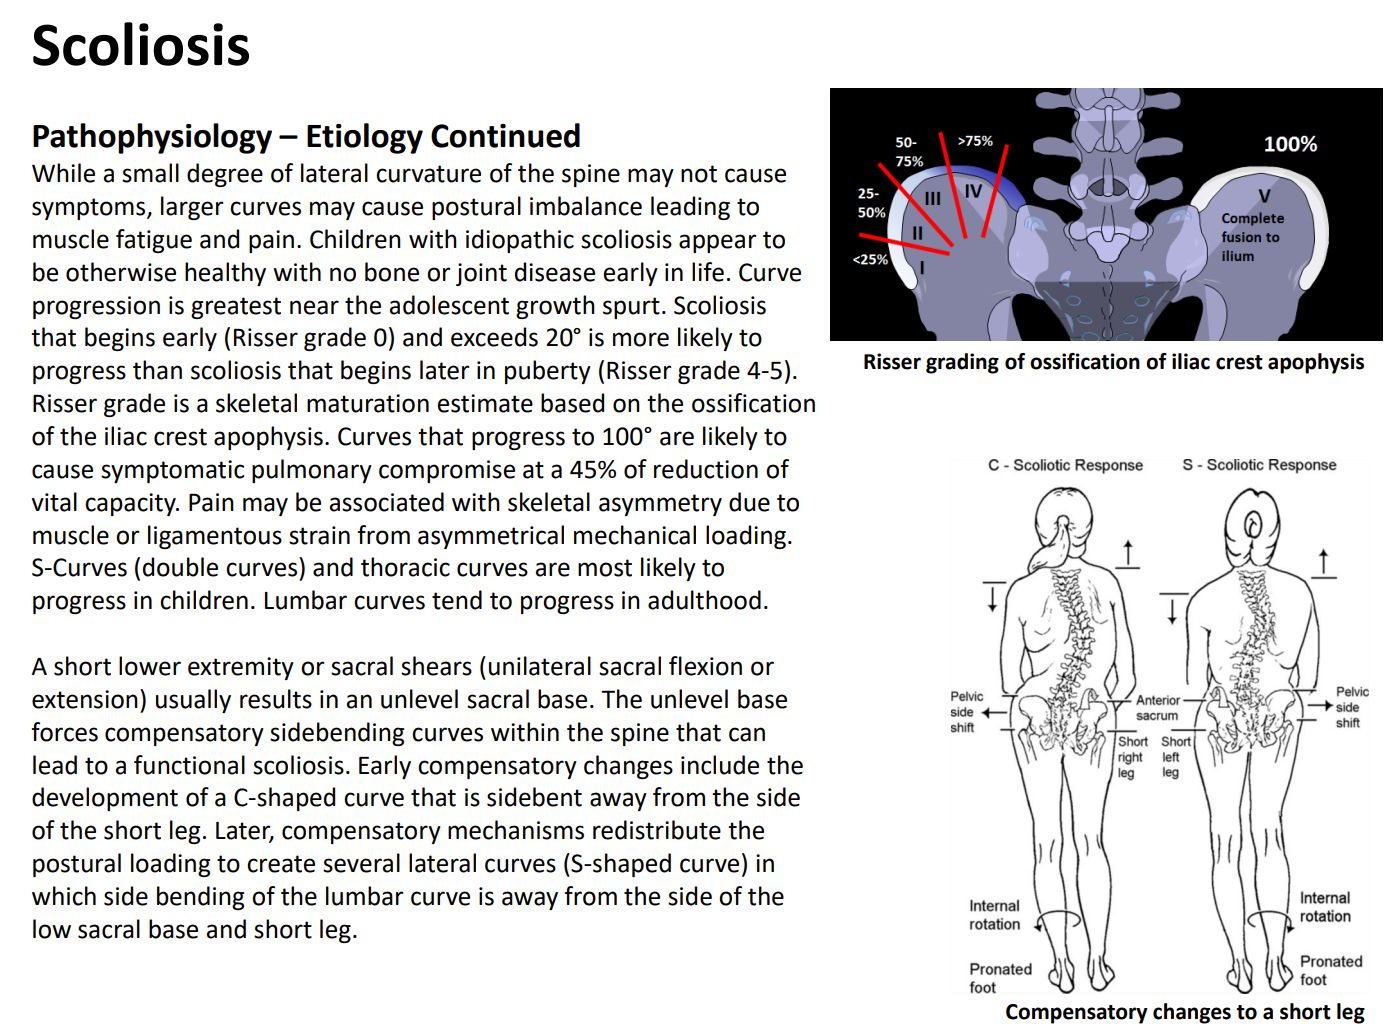 Scoliosis
Pathophysiology – Etiology Continued
While a small degree of lateral curvature of the spine may not cause
symptoms, larger curves may cause postural imbalance leading to
muscle fatigue and pain. Children with idiopathic scoliosis appear to
be otherwise healthy with no bone or joint disease early in life. Curve
progression is greatest near the adolescent growth spurt. Scoliosis
that begins early (Risser grade 0) and exceeds 20° is more likely to
progress than scoliosis that begins later in puberty (Risser grade 4-5).
Risser grade is a skeletal maturation estimate based on the ossification
of the iliac crest apophysis. Curves that progress to 100° are likely to
cause symptomatic pulmonary compromise at a 45% of reduction of
vital capacity. Pain may be associated with skeletal asymmetry due to
muscle or ligamentous strain from asymmetrical mechanical loading.
S-Curves (double curves) and thoracic curves are most likely to
progress in children. Lumbar curves tend to progress in adulthood.
A short lower extremity or sacral shears (unilateral sacral flexion or
extension) usually results in an unlevel sacral base. The unlevel base
forces compensatory sidebending curves within the spine that can
lead to a functional scoliosis. Early compensatory changes include the
development of a C-shaped curve that is sidebent away from the side
of the short leg. Later, compensatory mechanisms redistribute the
postural loading to create several lateral curves (S-shaped curve) in
which side bending of the lumbar curve is away from the side of the
low sacral base and short leg.
50-
75%
>75%
100%
25-
50%
<25%
I
II
III
IV
V
Complete
fusion to
ilium
Risser grading of ossification of iliac crest apophysis
C - Scoliotic Response
S - Scoliotic Response
Pelvic
side
shift
Anterior
sacrum
Pelvic
side
shift
Short
right
leg
Short
left
leg
Internal
rotation
Internal
rotation
Pronated
foot
Pronated
foot
Compensatory changes to a short leg